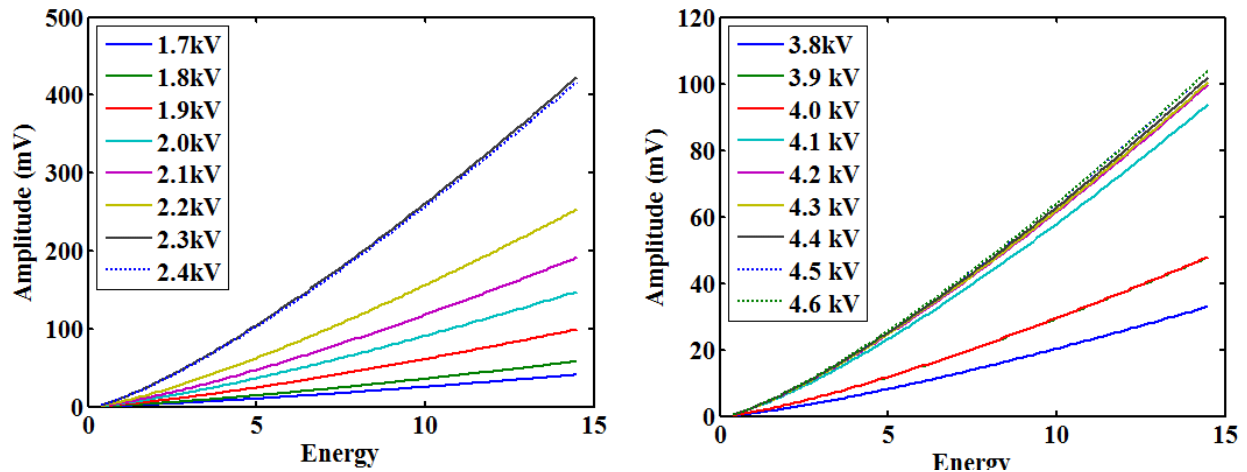 500
400
300
200
100
0
Amplitude (mV)
1.7kV
1.8kV
1.9kV
2.0kV
2.1kV
2.2kV
2.3kV
2.4kV
0 5 10 15
Energy
120
100
80
60
40
20
0
Amplitude (mV)
3.8kV
3.9 kV
4.0 kV
4.1 kV
4.2 kV
4.3 kV
4.4 kV
4.5 kV
4.6 kV
0 5 10 15
Energy